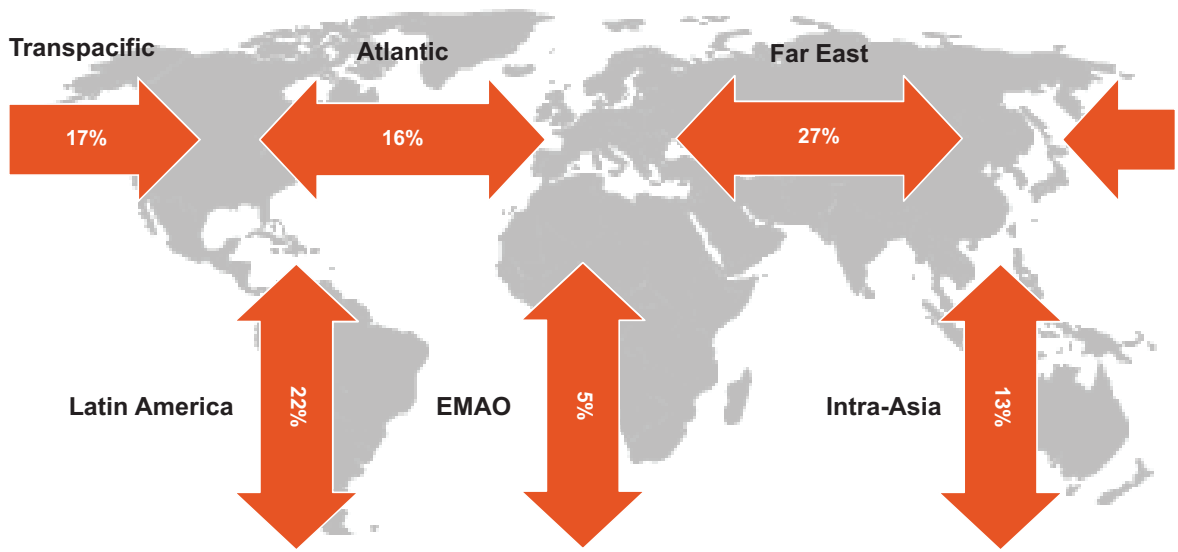 Transpacific
Atlantic
Far East
17%
16%
27%
Latin America
22%
EMAO
5%
Intra-Asia
13%